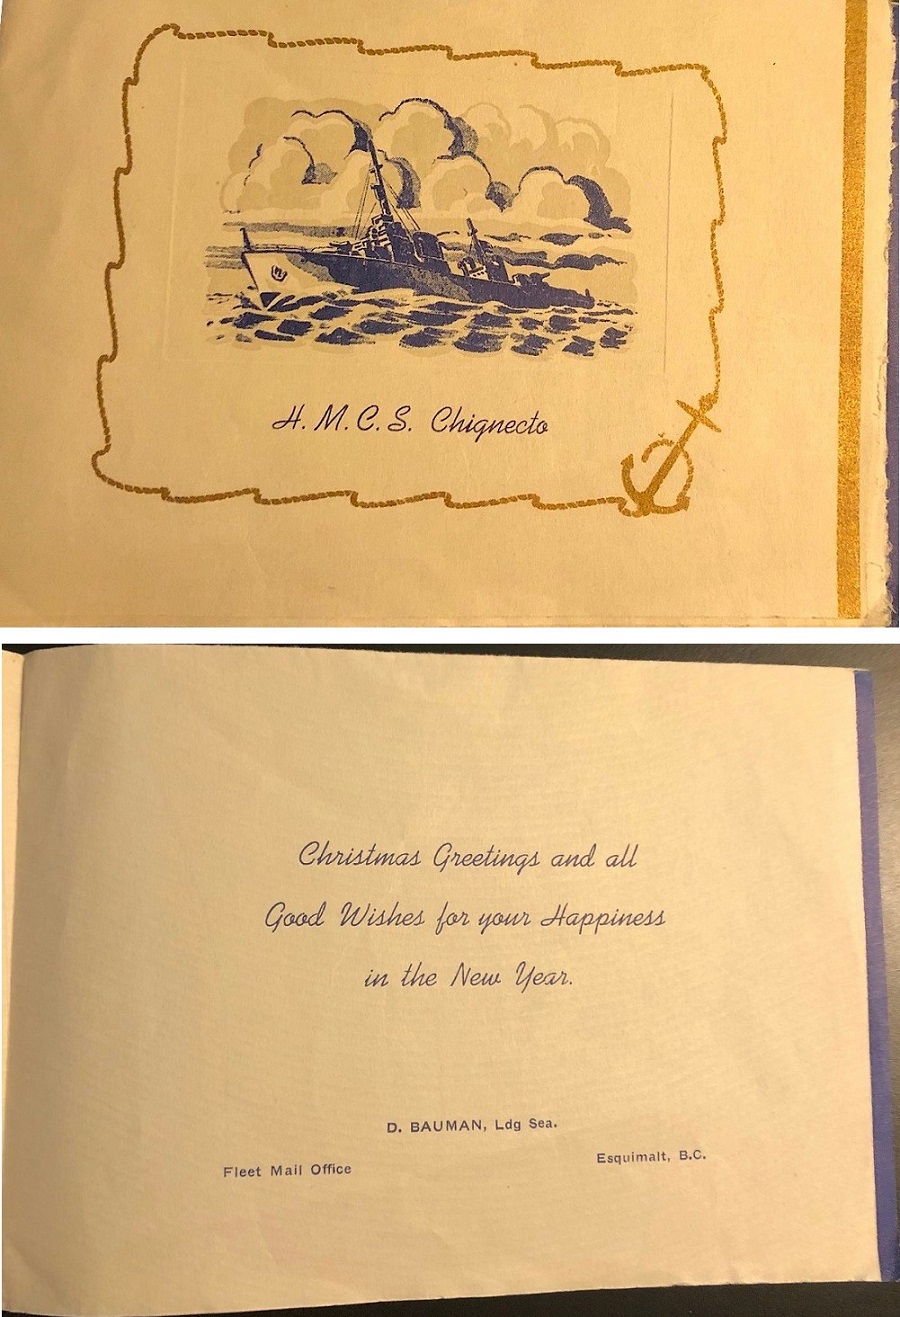 H. M. C. S. Chignecto
Christmas Greetings and all
Good Wishes for your Happiness
in the New Year.
D. BAUMAN, Ldg Sea.
Fleet Mail Office Esquimalt, B.C.